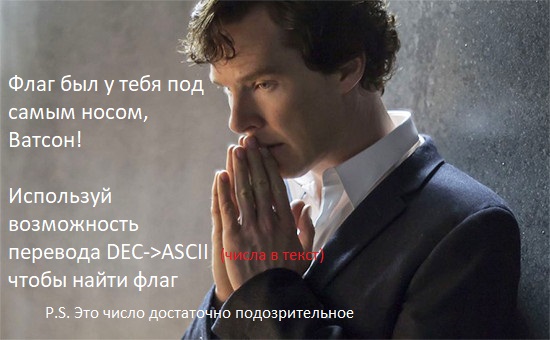 Флаг был у тебя под
самым носом,
Ватсон!
Используй
возможность
перевода DEC->ASCII (числа в текст)
чтобы найти флаг
P.S. Это число достаточно подозрительное